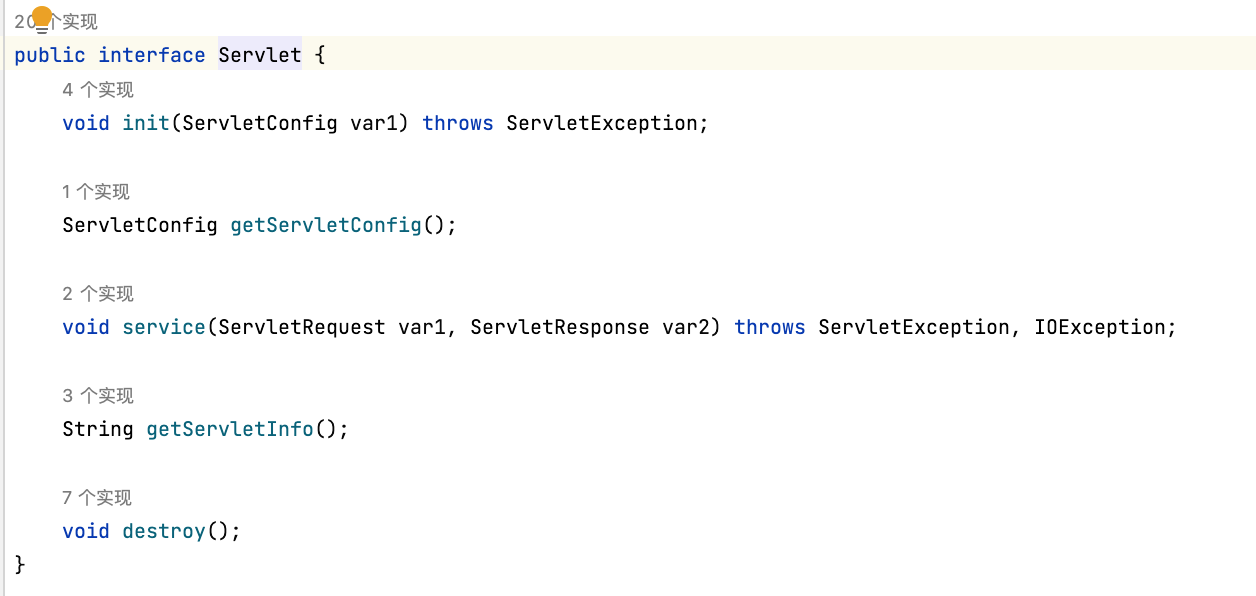 20 个实现
public interface Servlet {
4 个实现
void init(ServletConfig var1) throws ServletException;
1 个实现
ServletConfig getServletConfig();
2 个实现
void service(ServletRequest var1, ServletResponse var2) throws ServletException, IOException;
3 个实现
String getServletInfo();
7 个实现
void destroy();
}